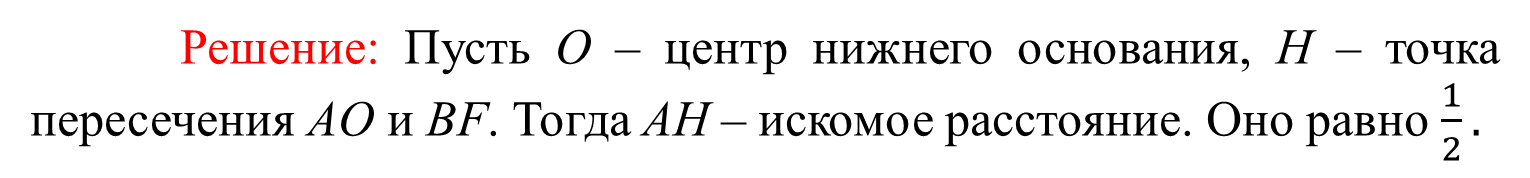 Решение: Пусть O – центр нижнего основания, H – точка
пересечения AO и BF. Тогда AH – искомое расстояние. Оно равно 1/2.